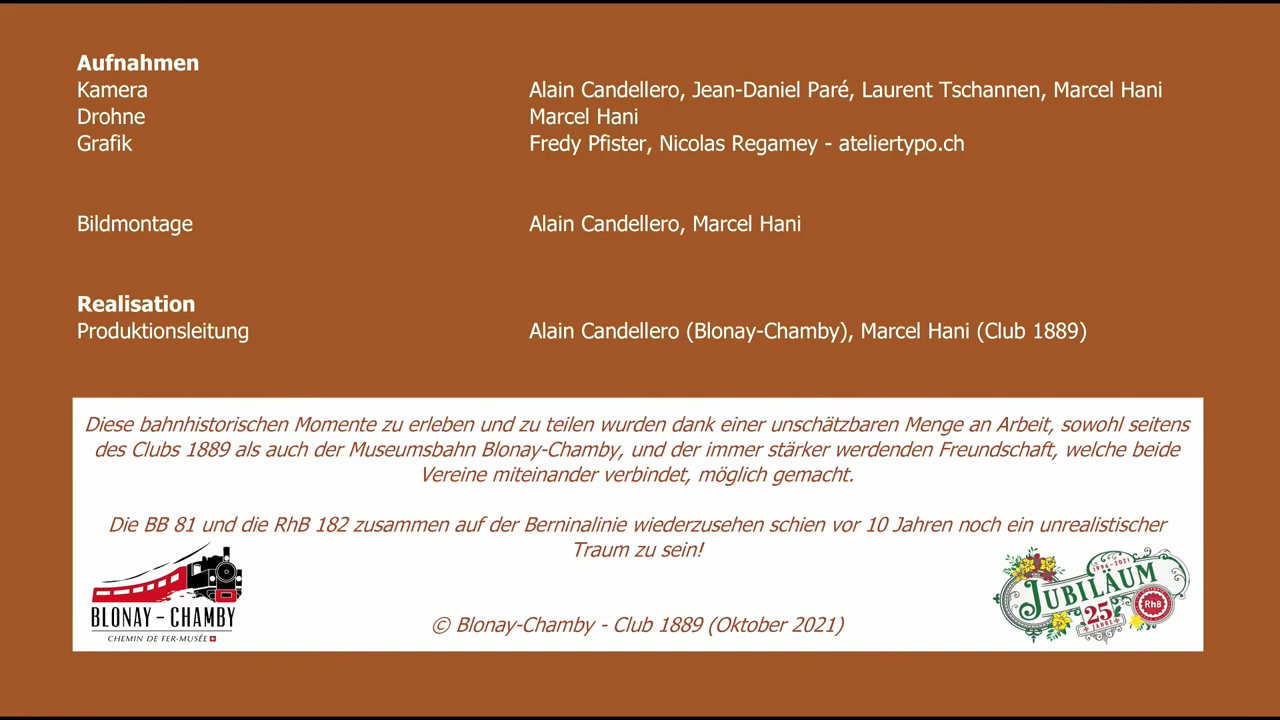 Aufnahmen
Kamera Alain Candellero, Jean-Daniel Paré, Laurent Tschannen, Marcel Hani
Drohne Marcel Hani
Grafik Fredy Pfister, Nicolas Regamey - ateliertypo.ch
Bildmontage Alain Candellero, Marcel Hani
Realisation
Produktionsleitung Alain Candellero (Blonay-Chamby), Marcel Hani (Club 1889)
Diese bahnhistorischen Momente zu erleben und zu teilen wurden dank einer unschätzbaren Menge an Arbeit, sowohl seitens
des Clubs 1889 als auch der Museumsbahn Blonay-Chamby, und der immer stärker werdenden Freundschaft, welche beide
Vereine miteinander verbindet, möglich gemacht.
Die BB 81 und die RhB 182 zusammen auf der Berninalinie wiederzusehen schien vor 10 Jahren noch ein unrealistischer
Traum zu sein!
BLONAY - CHAMBY
CHEMIN DE FER-MUSÉE
© Blonay-Chamby - Club 1889 (Oktober 2021)
1996-2021
JUBILÄUM
25
JAHRE
RhB